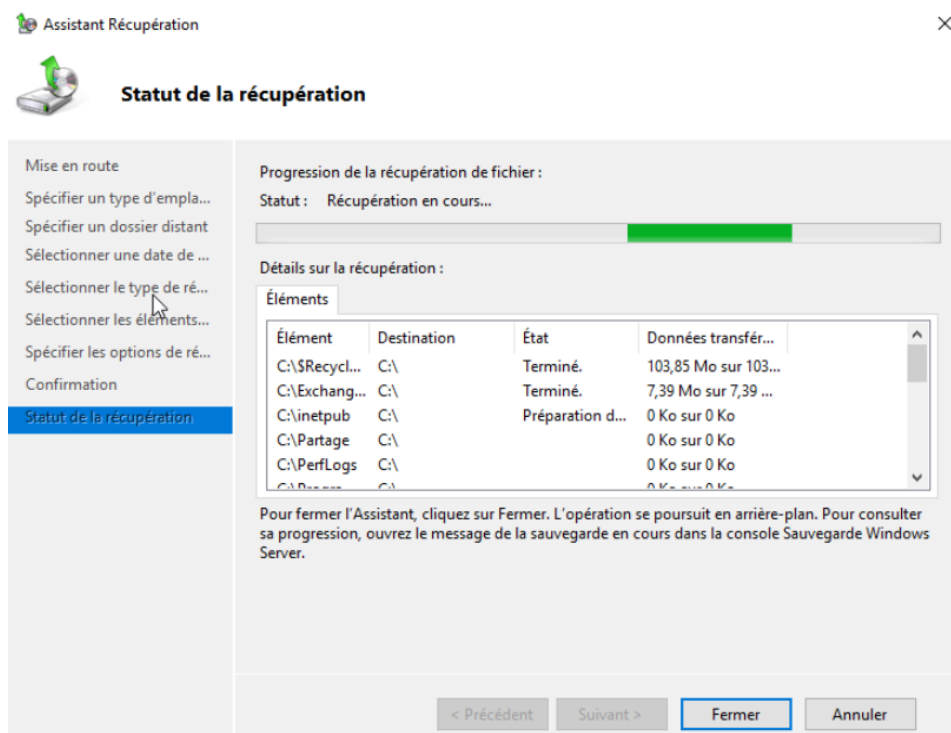 Assistant Récupération
Statut de la récupération
Mise en route
Spécifier un type d'empla...
Spécifier un dossier distant
Sélectionner une date de ...
Sélectionner le type de ré...
Sélectionner les éléments...
Spécifier les options de ré...
Confirmation
Statut de la récupération
Progression de la récupération de fichier :
Statut : Récupération en cours...
Détails sur la récupération :
Éléments
Élément Destination État Données transfér...
C:\$Recycl... C:\ Terminé. 103,85 Mo sur 103...
C:\Exchang... C:\ Terminé. 7,39 Mo sur 7,39 ...
C:\inetpub C:\ Préparation d... 0 Ko sur 0 Ko
C:\Partage C:\ 0 Ko sur 0 Ko
C:\PerfLogs C:\ 0 Ko sur 0 Ko
Pour fermer l'Assistant, cliquez sur Fermer. L'opération se poursuit en arrière-plan. Pour consulter
sa progression, ouvrez le message de la sauvegarde en cours dans la console Sauvegarde Windows
Server.
< Précédent Suivant > Fermer Annuler